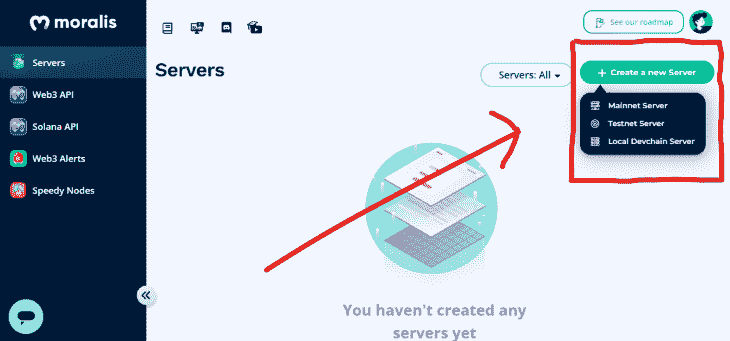 moralis
See our roadmap
Servers
Web3 API
Solana API
Web3 Alerts
Speedy Nodes
Servers
Servers: All
+ Create a new Server
Mainnet Server
Testnet Server
Local Devchain Server
You haven't created any
servers yet